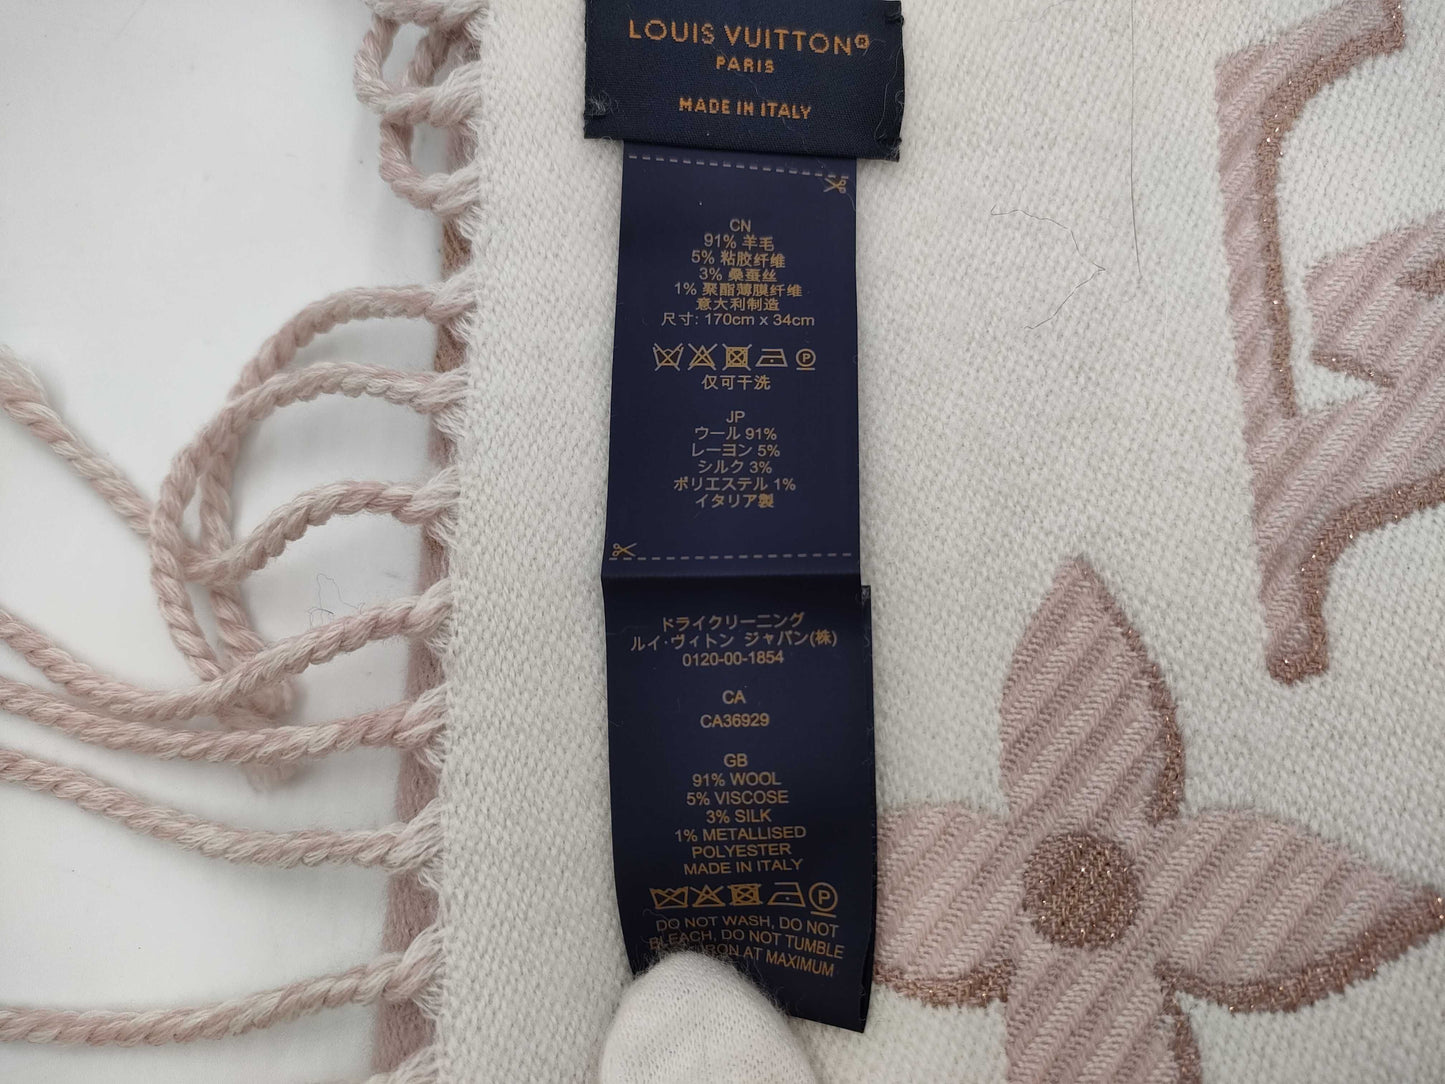 LOUIS VUITTON®
PARIS
MADE IN ITALY
CN
91% 羊毛
5% 粘胶纤维
3% 桑蚕丝
1% 聚酯薄膜纤维
意大利制造
尺寸: 170cm x 34cm
P
仅可干洗
JP
ウール 91%
レーヨン 5%
シルク 3%
ポリエステル 1%
イタリア製
ドライクリーニング
ルイ·ヴィトン ジャパン(株)
0120-00-1854
CA
CA36929
GB
91% WOOL
5% VISCOSE
3% SILK
1% METALLISED
POLYESTER
MADE IN ITALY
P
DO NOT WASH, DO NOT
BLEACH, DO NOT TUMBLE
IRON AT MAXIMUM